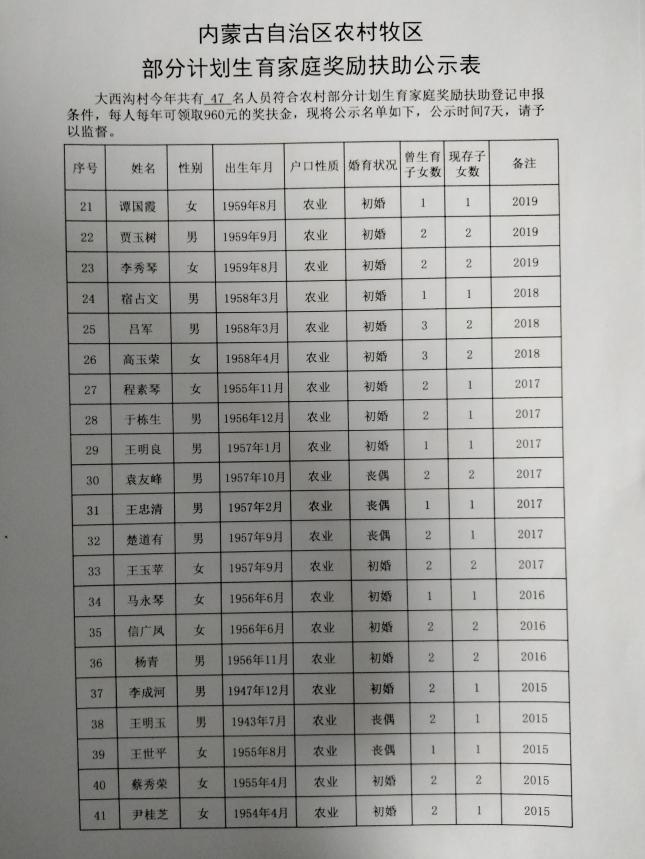 内蒙古自治区农村牧区
部分计划生育家庭奖励扶助公示表
大西沟村今年共有 47 名人员符合农村部分计划生育家庭奖励扶助登记申报
条件，每人每年可领取960元的奖扶金，现将公示名单如下，公示时间7天，请予
以监督。
序号 姓名 性别 出生年月 户口性质 婚育状况 曾生育子女数 现存子女数 备注
21 谭国霞 女 1959年8月 农业 初婚 1 1 2019
22 贾玉树 男 1959年9月 农业 初婚 2 2 2019
23 李秀琴 女 1959年8月 农业 初婚 2 2 2019
24 宿占文 男 1958年3月 农业 初婚 1 1 2018
25 吕军 男 1958年3月 农业 初婚 3 2 2018
26 高玉荣 女 1958年4月 农业 初婚 3 2 2018
27 程素琴 女 1955年11月 农业 初婚 2 1 2017
28 于栋生 男 1956年12月 农业 初婚 2 1 2017
29 王明良 男 1957年1月 农业 初婚 1 1 2017
30 袁友峰 男 1957年10月 农业 丧偶 2 2 2017
31 王忠清 男 1957年2月 农业 丧偶 1 1 2017
32 楚道有 男 1957年9月 农业 丧偶 2 1 2017
33 王玉苹 女 1957年9月 农业 初婚 2 2 2017
34 马永琴 女 1956年6月 农业 初婚 1 1 2016
35 信广凤 女 1956年6月 农业 初婚 2 2 2016
36 杨青 男 1956年11月 农业 初婚 2 2 2016
37 李成河 男 1947年12月 农业 初婚 2 1 2015
38 王明玉 男 1943年7月 农业 丧偶 2 1 2015
39 王世平 女 1955年8月 农业 丧偶 1 1 2015
40 蔡秀荣 女 1955年4月 农业 初婚 2 2 2015
41 尹桂芝 女 1954年4月 农业 初婚 2 1 2015